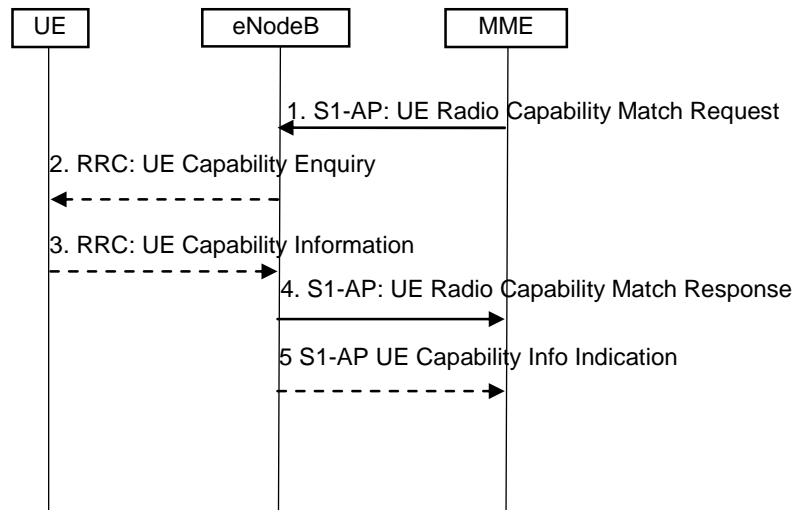 UE
eNodeB
MME
1. S1-AP: UE Radio Capability Match Request
2. RRC: UE Capability Enquiry
3. RRC: UE Capability Information
4. S1-AP: UE Radio Capability Match Response
5 S1-AP UE Capability Info Indication